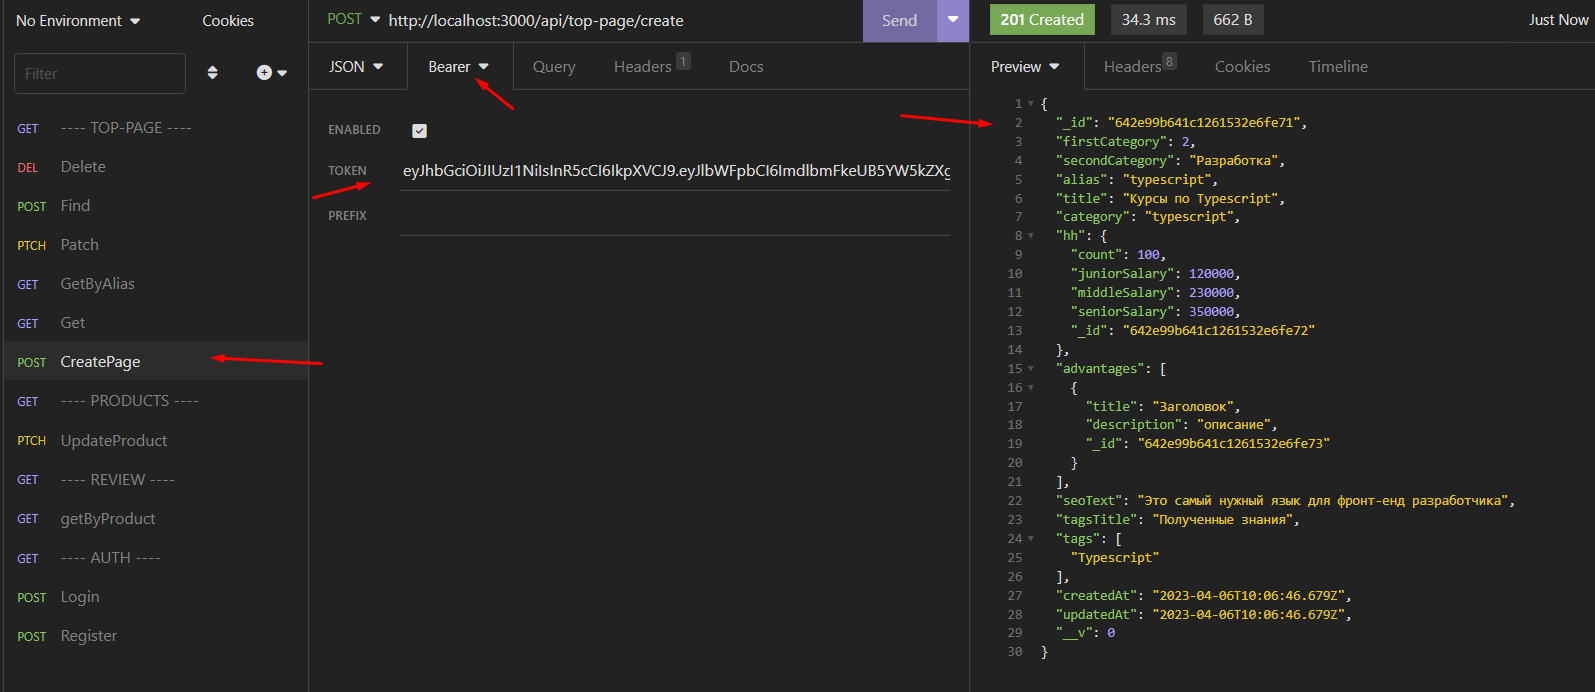 No Environment
Cookies
Filter
GET ---- TOP-PAGE ----
DEL Delete
POST Find
PTCH Patch
GET GetByAlias
GET Get
POST CreatePage
GET ---- PRODUCTS ----
PTCH UpdateProduct
GET ---- REVIEW ----
GET getByProduct
GET ---- AUTH ----
POST Login
POST Register
POST http://localhost:3000/api/top-page/create Send
JSON Bearer Query Headers 1 Docs
ENABLED
TOKEN eyJhbGciOiJIUzI1NiIsInR5cCI6IkpXVCJ9.eyJlbWFpbCI6ImdlbmFkeUB5YW5kZXg
PREFIX
201 Created 34.3 ms 662 B Just Now
Preview Headers 8 Cookies Timeline
1 {
2 "_id": "642e99b641c1261532e6fe71",
3 "firstCategory": 2,
4 "secondCategory": "Разработка",
5 "alias": "typescript",
6 "title": "Курсы по Typescript",
7 "category": "typescript",
8 "hh": {
9 "count": 100,
10 "juniorSalary": 120000,
11 "middleSalary": 230000,
12 "seniorSalary": 350000,
13 "_id": "642e99b641c1261532e6fe72"
14 },
15 "advantages": [
16 {
17 "title": "Заголовок",
18 "description": "описание",
19 "_id": "642e99b641c1261532e6fe73"
20 }
21 ],
22 "seoText": "Это самый нужный язык для фронт-енд разработчика",
23 "tagsTitle": "Полученные знания",
24 "tags": [
25 "Typescript"
26 ],
27 "createdAt": "2023-04-06T10:06:46.679Z",
28 "updatedAt": "2023-04-06T10:06:46.679Z",
29 "__v": 0
30 }